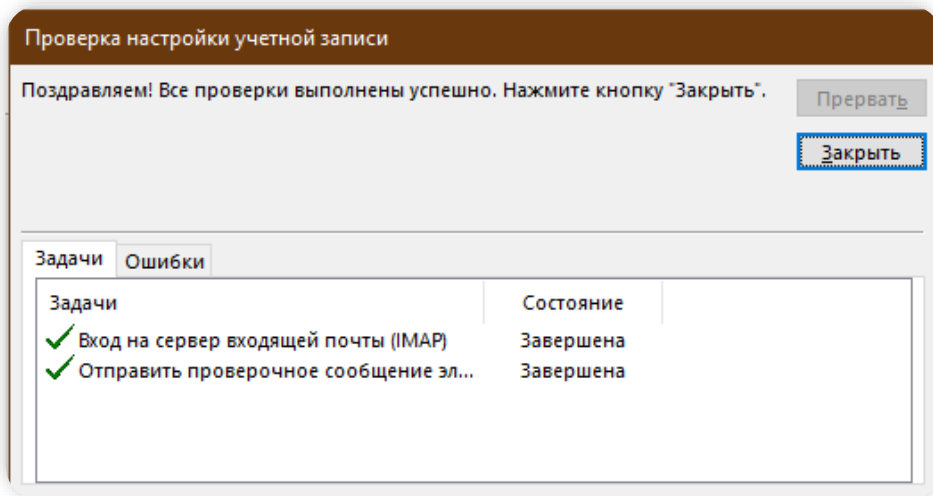 Проверка настройки учетной записи
Поздравляем! Все проверки выполнены успешно. Нажмите кнопку "Закрыть".
Прервать
Закрыть
Задачи Ошибки
Задачи Состояние
Вход на сервер входящей почты (IMAP) Завершена
Отправить проверочное сообщение эл... Завершена